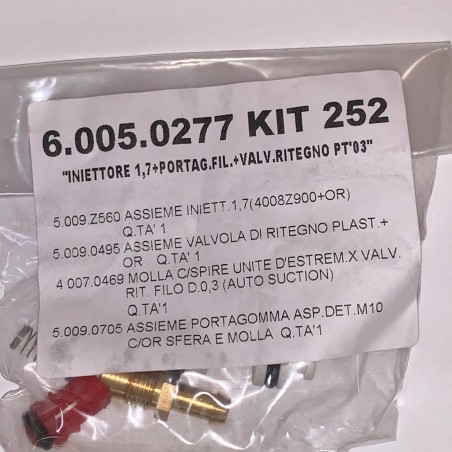 6.005.0277 KIT 252
"INIETTORE 1,7+PORTAG.FIL.+VALV.RITEGNO PT'03"
5.009.Z560 ASSIEME INIETT.1,7(4008Z900+OR)
Q.TA' 1
5.009.0495 ASSIEME VALVOLA DI RITEGNO PLAST.+
OR Q.TA' 1
4.007.0469 MOLLA C/SPIRE UNITE D'ESTREM.X VALV.
RIT. FILO D.0,3 (AUTO SUCTION)
Q.TA'1
5.009.0705 ASSIEME PORTAGOMMA ASP.DET.M10
C/OR SFERA E MOLLA Q.TA'1